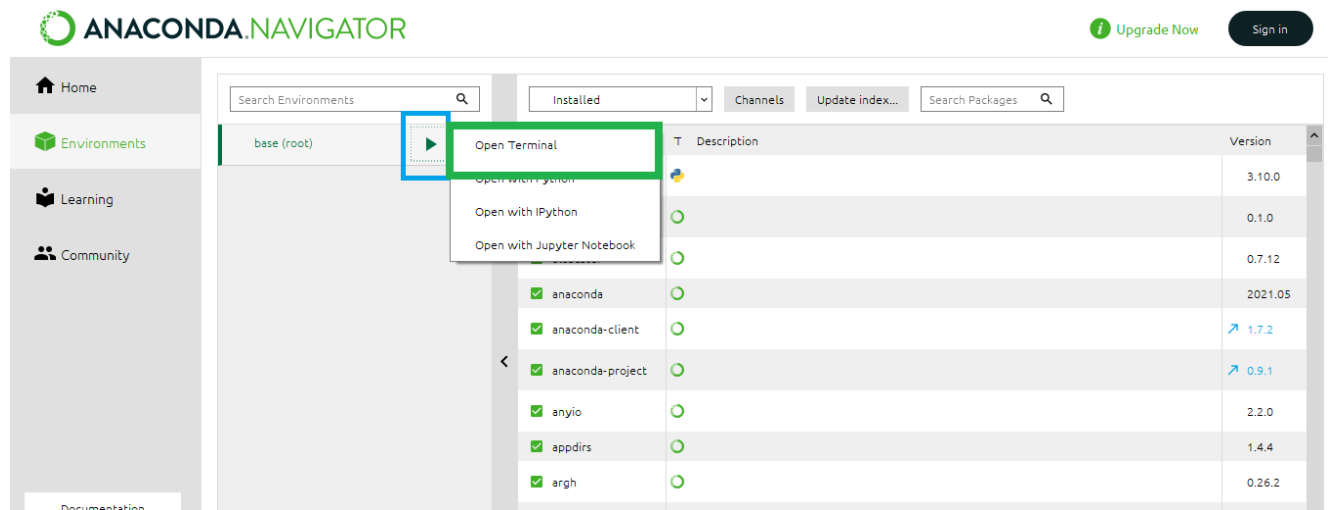 ANACONDA.NAVIGATOR
i Upgrade Now
Sign in
Home
Environments
Learning
Community
Documentation
Search Environments
base (root)
Open Terminal
Open with Python
Open with IPython
Open with Jupyter Notebook
Installed
Channels
Update index...
Search Packages
T Description Version
3.10.0
0.1.0
0.7.12
anaconda 2021.05
anaconda-client 1.7.2
anaconda-project 0.9.1
anyio 2.2.0
appdirs 1.4.4
argh 0.26.2